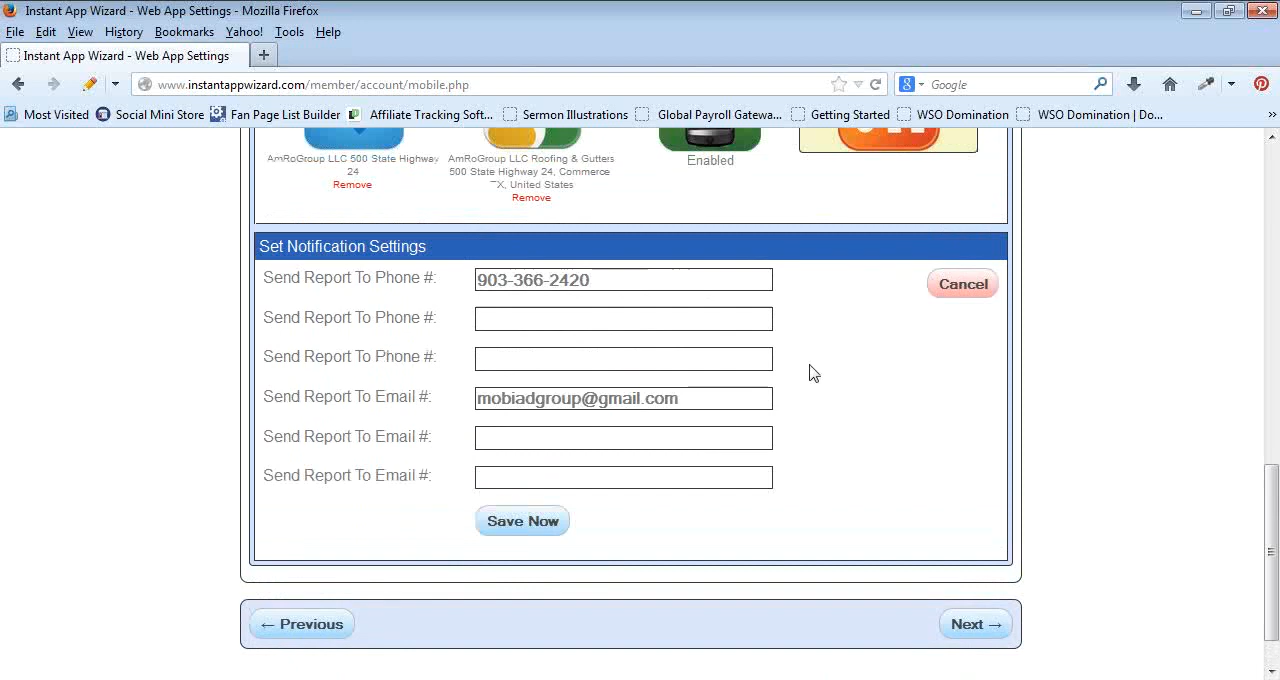 Instant App Wizard - Web App Settings - Mozilla Firefox
File Edit View History Bookmarks Yahoo! Tools Help
Instant App Wizard - Web App Settings +
www.instantappwizard.com/member/account/mobile.php Google
Most Visited Social Mini Store Fan Page List Builder Affiliate Tracking Soft... Sermon Illustrations Global Payroll Gatewa... Getting Started WSO Domination WSO Domination | Do... »
AmRoGroup LLC 500 State Highway
24
Remove
AmRoGroup LLC Roofing & Gutters
500 State Highway 24, Commerce
TX, United States
Remove
Enabled
Set Notification Settings
Send Report To Phone #: 903-366-2420
Cancel
Send Report To Phone #:
Send Report To Phone #:
Send Report To Email #: mobiadgroup@gmail.com
Send Report To Email #:
Send Report To Email #:
Save Now
← Previous Next →